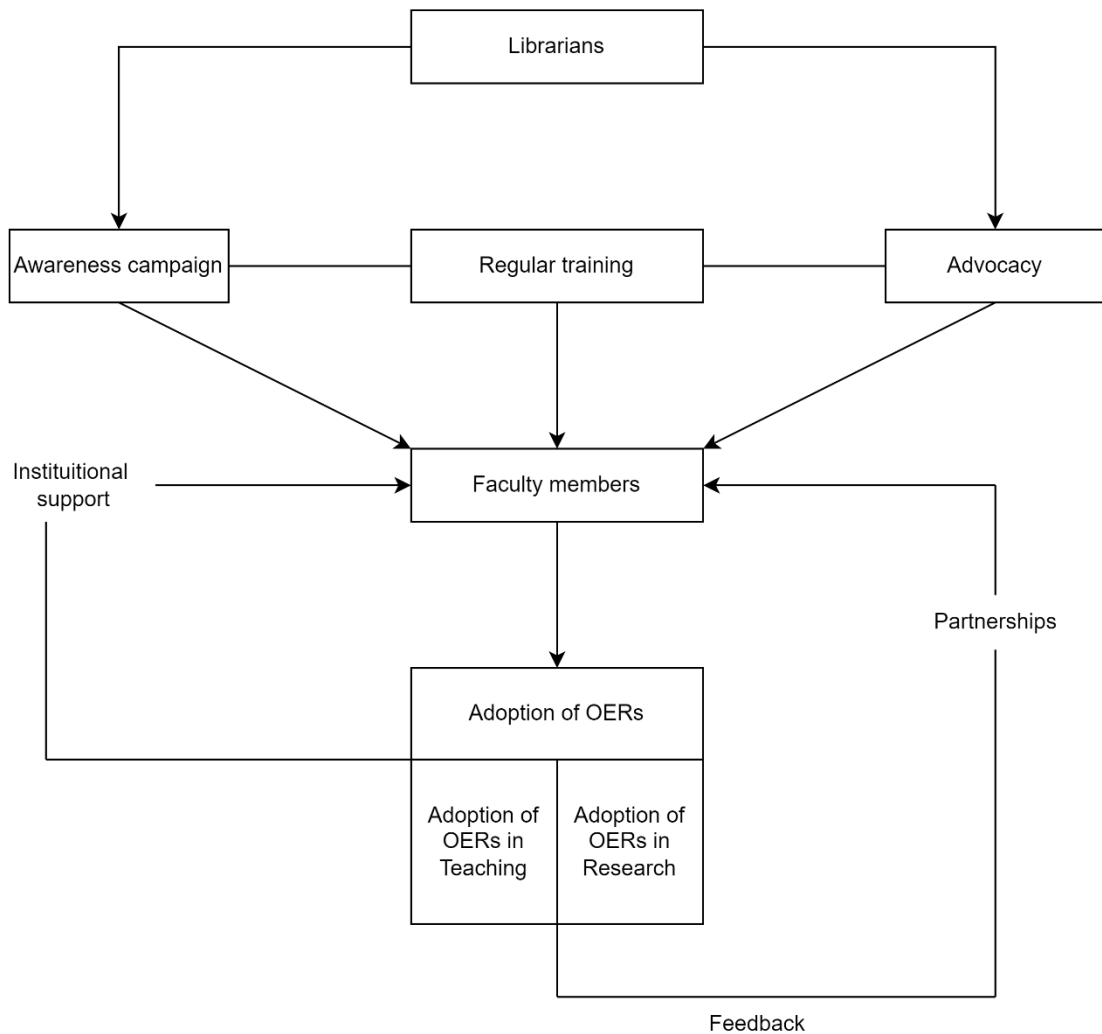 Librarians
Awareness campaign
Regular training
Advocacy
Instituitional
support
Faculty members
Partnerships
Adoption of OERs
Adoption of
OERs in
Teaching
Adoption of
OERs in
Research
Feedback